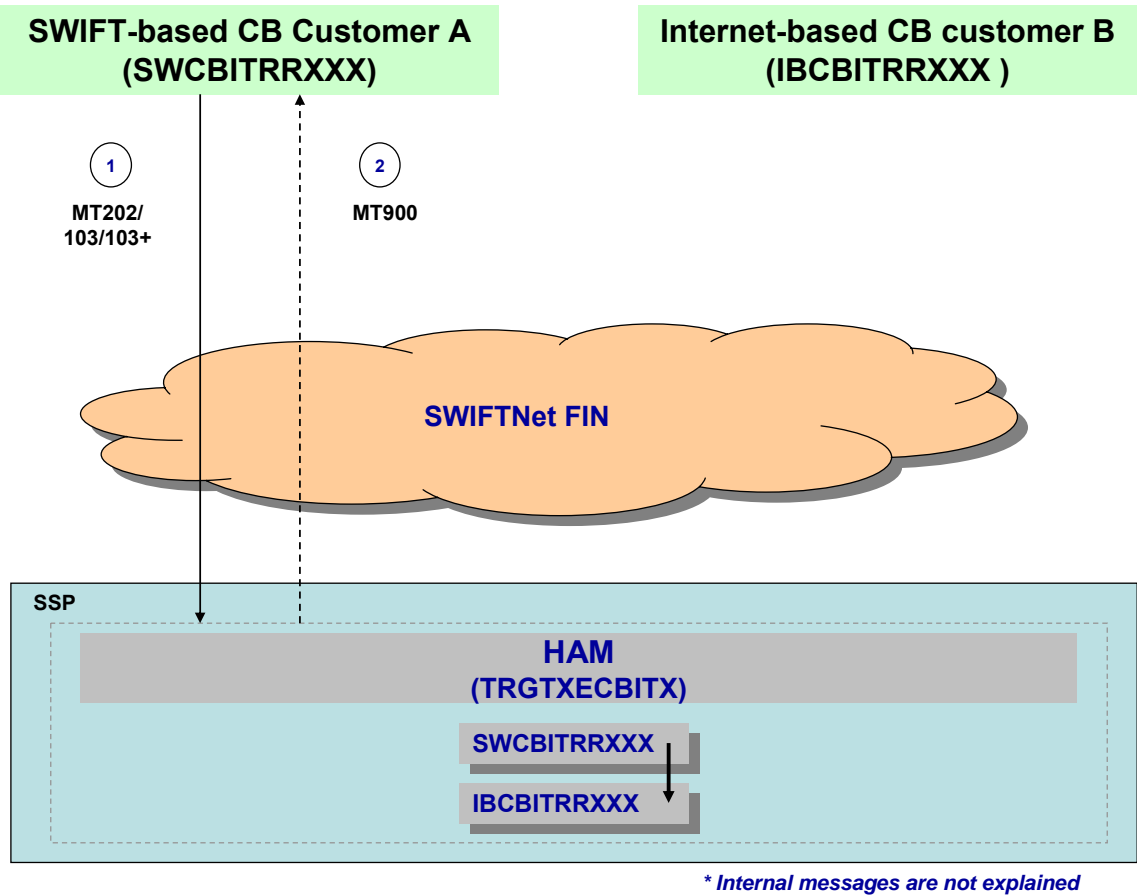 SWIFT-based CB Customer A
(SWCBITRRXXX)
Internet-based CB customer B
(IBCBITRRXXX )
1
MT202/
103/103+
2
MT900
SWIFTNet FIN
SSP
HAM
(TRGTXECBITX)
SWCBITRRXXX
IBCBITRRXXX
* Internal messages are not explained